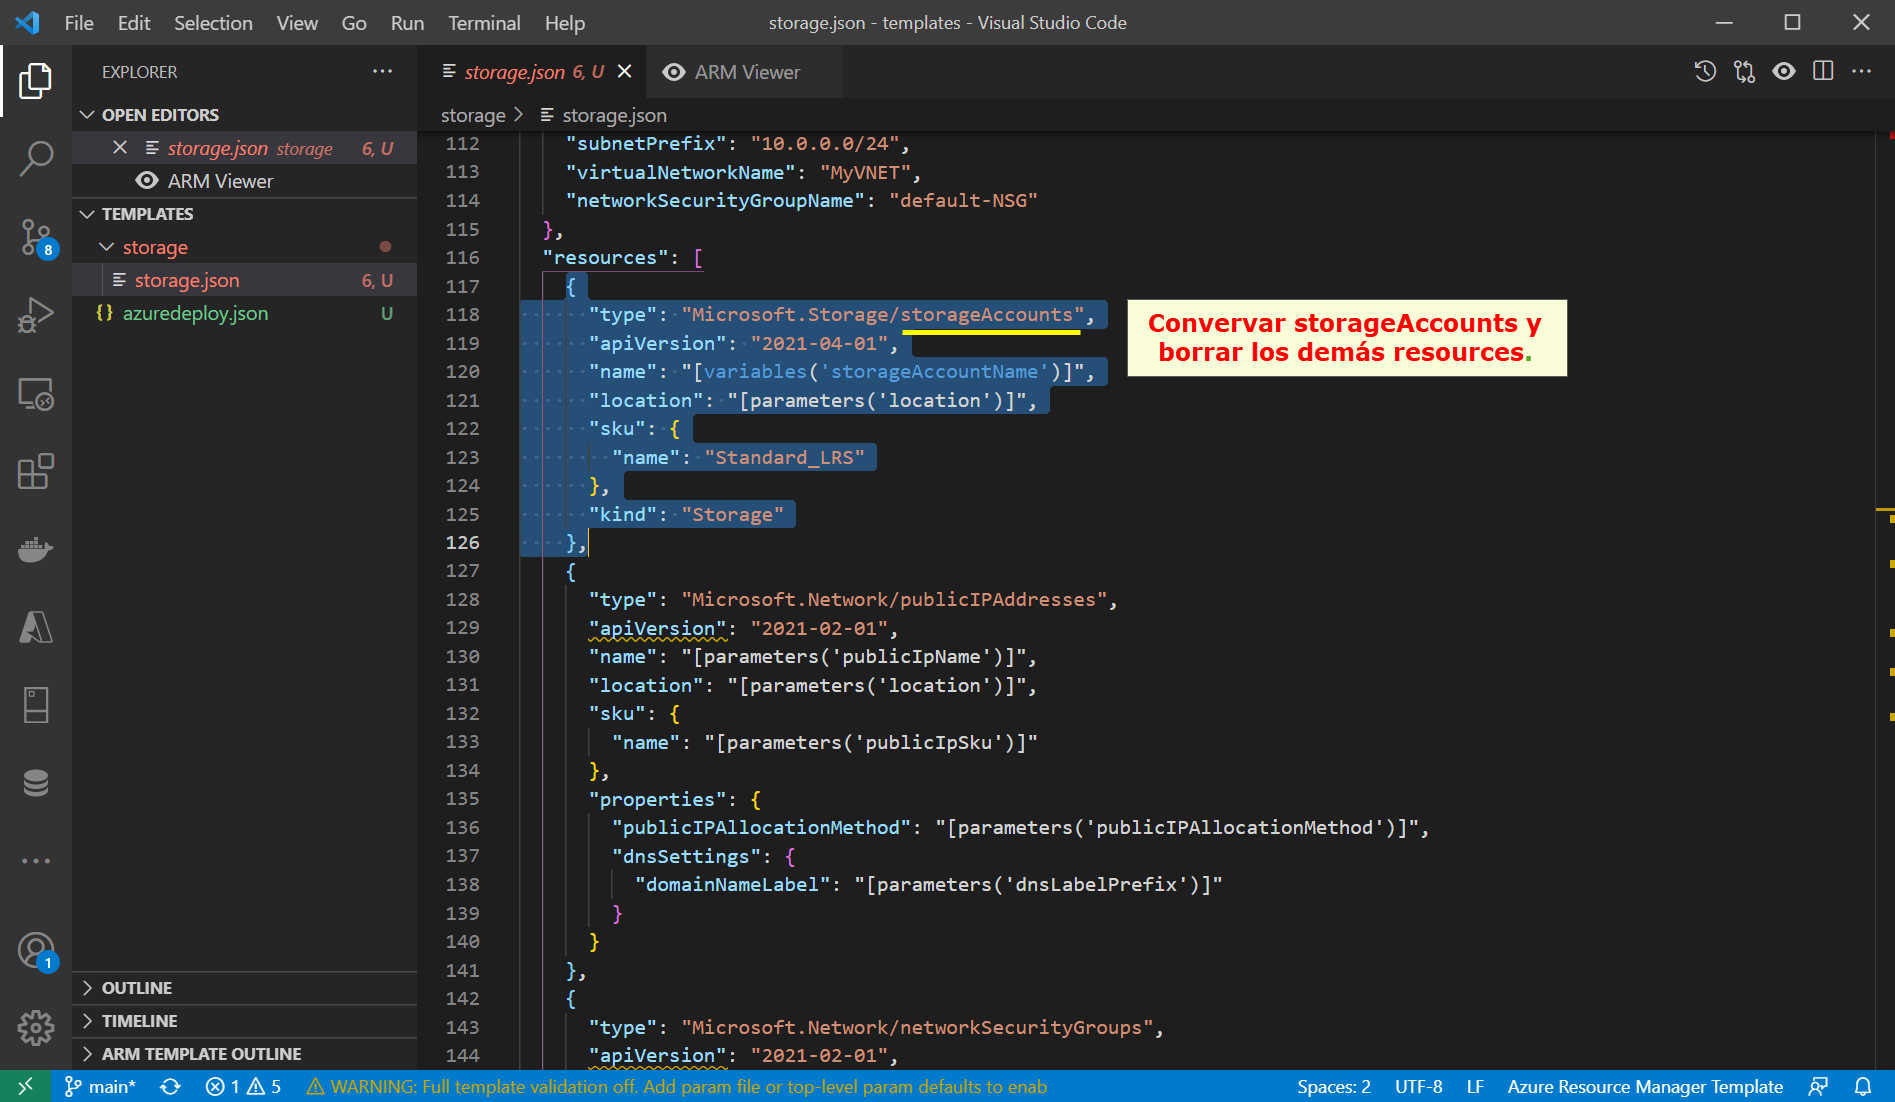 File Edit Selection View Go Run Terminal Help
storage.json - templates - Visual Studio Code
EXPLORER
OPEN EDITORS
storage.json storage 6, U
ARM Viewer
TEMPLATES
storage
storage.json 6, U
{} azuredeploy.json U
OUTLINE
TIMELINE
ARM TEMPLATE OUTLINE
8
1
storage.json 6, U
ARM Viewer
storage > storage.json
112 "subnetPrefix": "10.0.0.0/24",
113 "virtualNetworkName": "MyVNET",
114 "networkSecurityGroupName": "default-NSG"
115 },
116 "resources": [
117 {
118 "type": "Microsoft.Storage/storageAccounts",
119 "apiVersion": "2021-04-01",
120 "name": "[variables('storageAccountName')]",
121 "location": "[parameters('location')]",
122 "sku": {
123 "name": "Standard_LRS"
124 },
125 "kind": "Storage"
126 },
127 {
128 "type": "Microsoft.Network/publicIPAddresses",
129 "apiVersion": "2021-02-01",
130 "name": "[parameters('publicIpName')]",
131 "location": "[parameters('location')]",
132 "sku": {
133 "name": "[parameters('publicIpSku')]"
134 },
135 "properties": {
136 "publicIPAllocationMethod": "[parameters('publicIPAllocationMethod')]",
137 "dnsSettings": {
138 "domainNameLabel": "[parameters('dnsLabelPrefix')]"
139 }
140 }
141 },
142 {
143 "type": "Microsoft.Network/networkSecurityGroups",
144 "apiVersion": "2021-02-01",
Convervar storageAccounts y
borrar los demás resources.
main* 1 5 WARNING: Full template validation off. Add param file or top-level param defaults to enab Spaces: 2 UTF-8 LF Azure Resource Manager Template